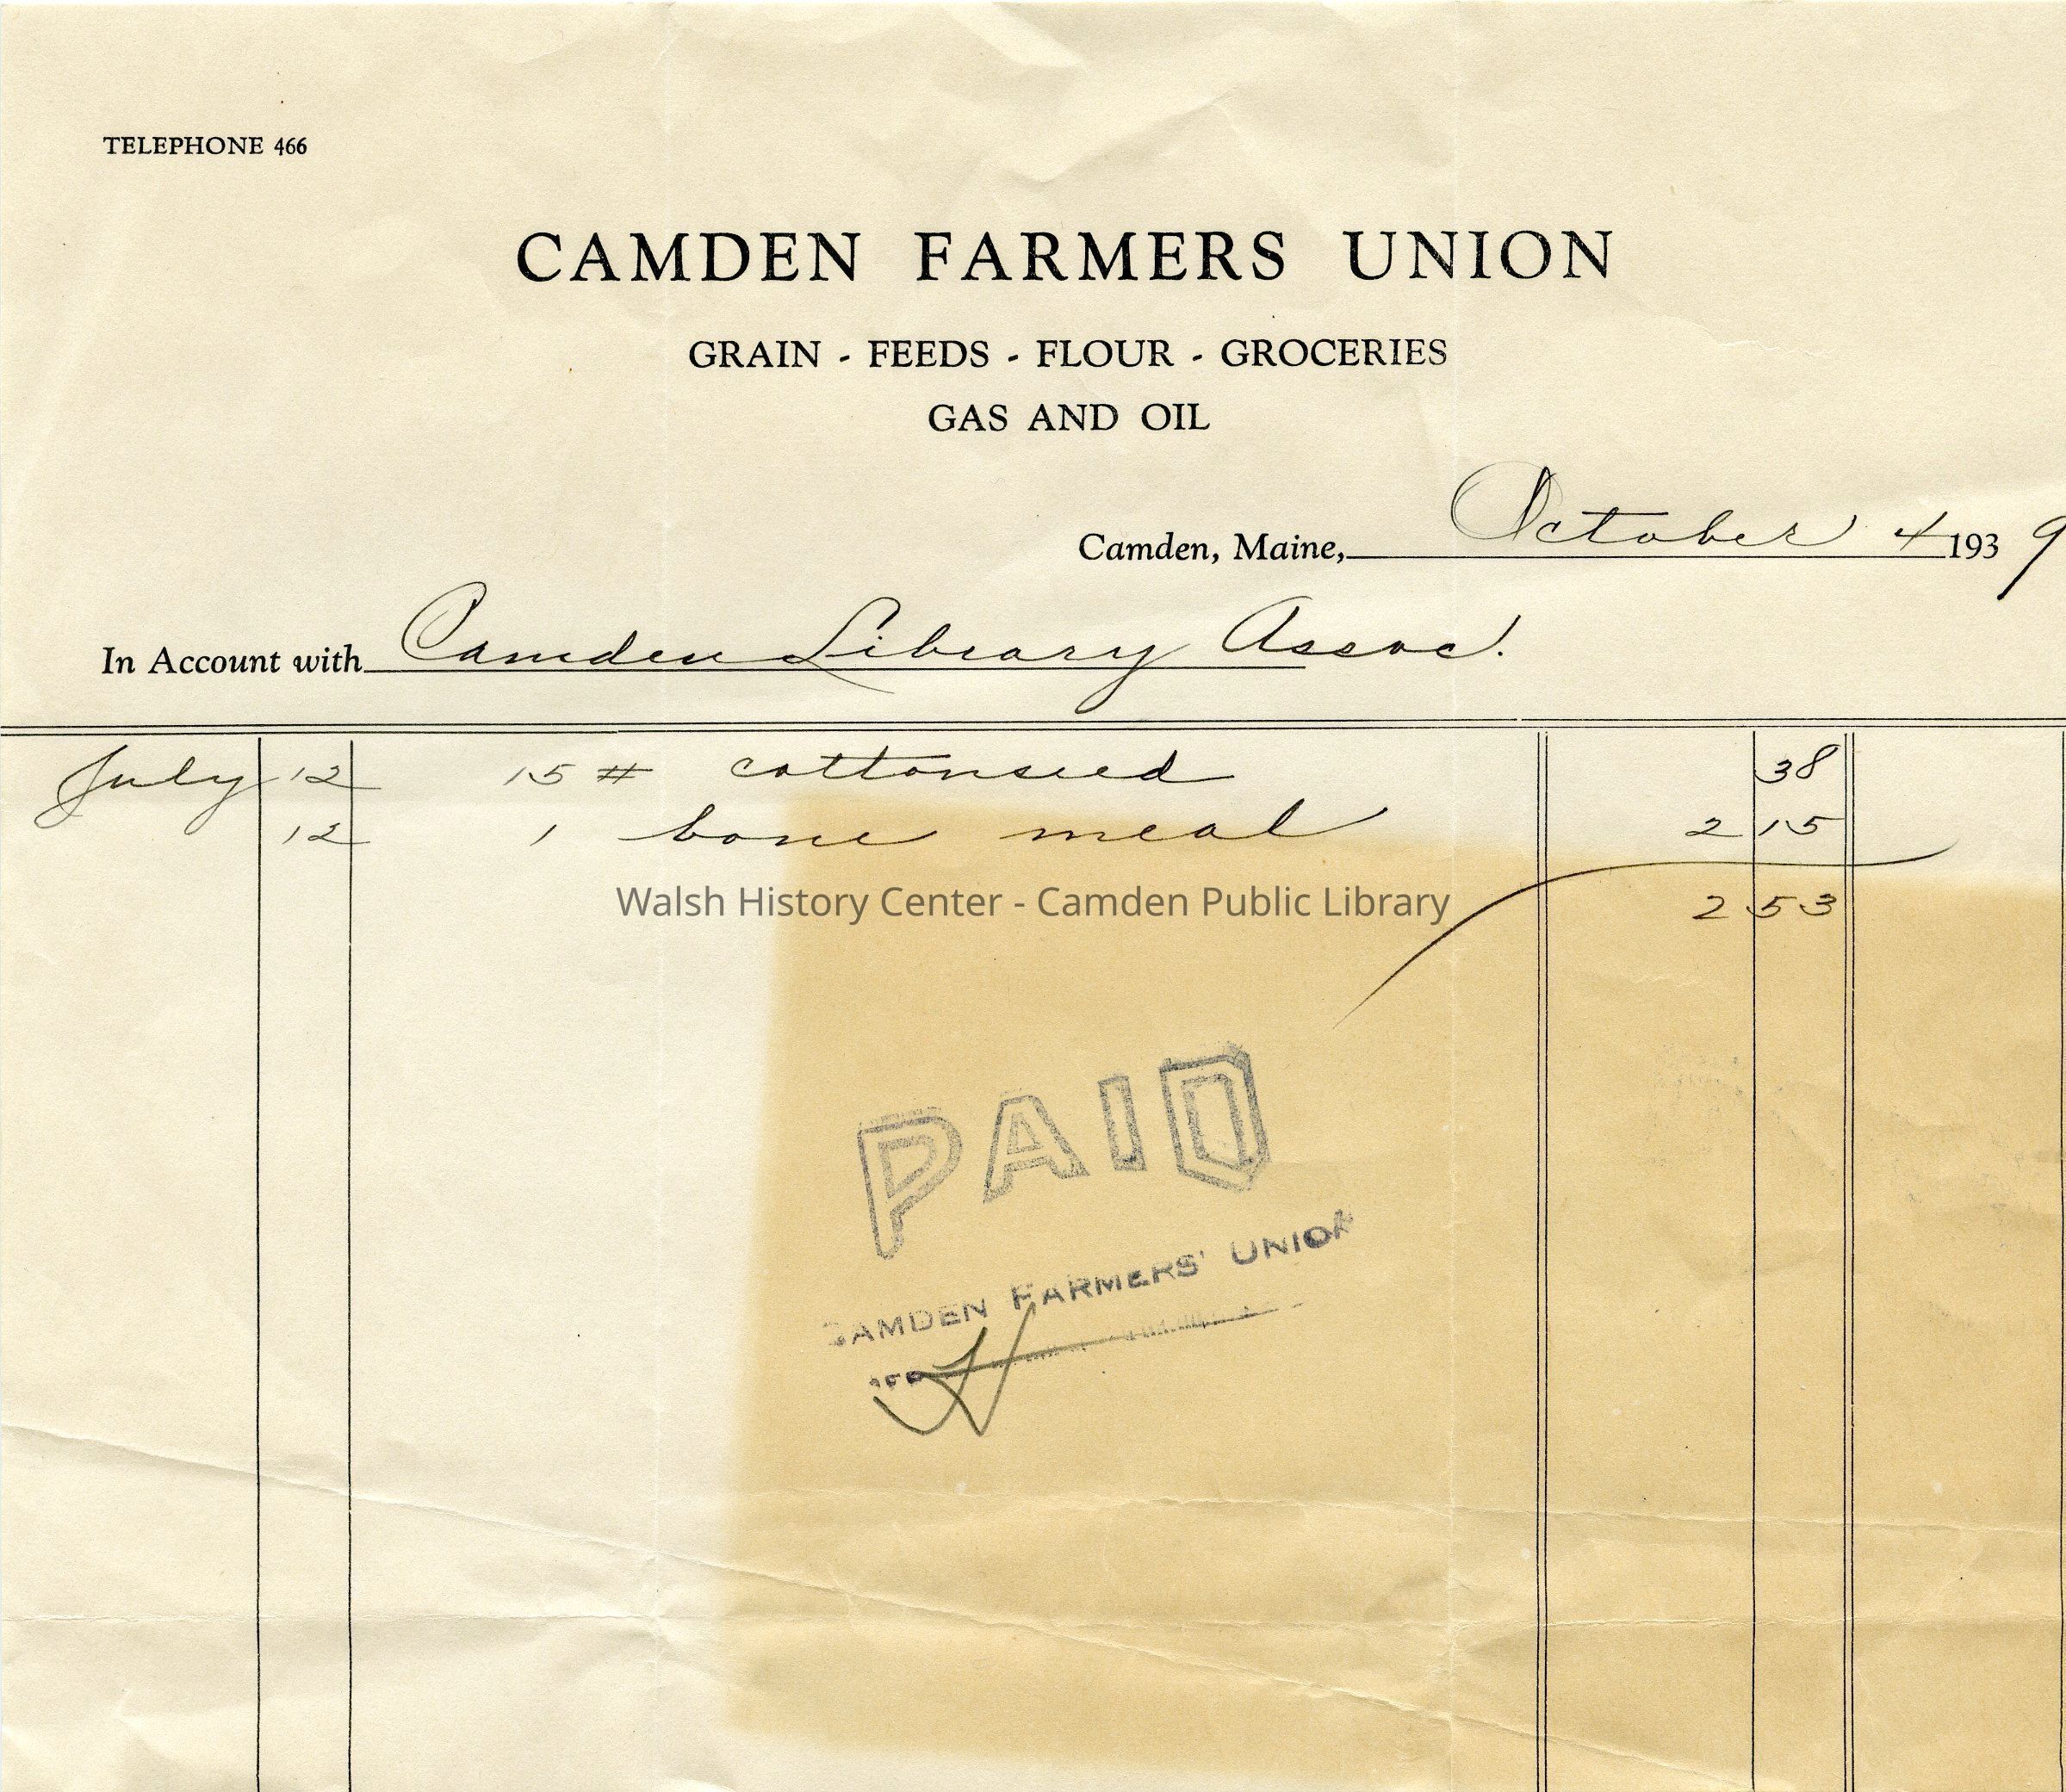 TELEPHONE 466
CAMDEN FARMERS UNION
GRAIN - FEEDS - FLOUR - GROCERIES
GAS AND OIL
Camden, Maine, October 4 1939
In Account with Camden Library Assoc.
July 12 15 # cottonseed 38
12 1 bone meal 2 15
Walsh History Center - Camden Public Library
2 53
PAID
CAMDEN FARMERS' UNION